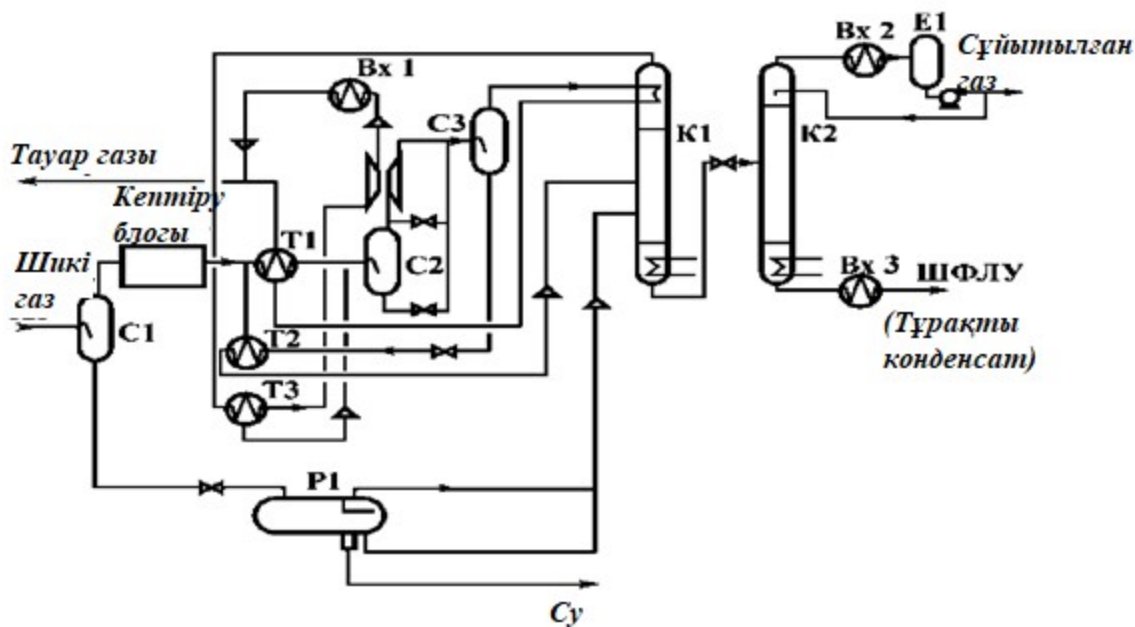 Вх 2
Е1
Сұйытылған
газ
Вх 1
С3
К1
К2
Тауар газы
Кептіру
блогы
Т1
С2
Шикі
газ
С1
Вх 3
ШФЛУ
(Тұрақты
конденсат)
Т2
Т3
Р1
Су